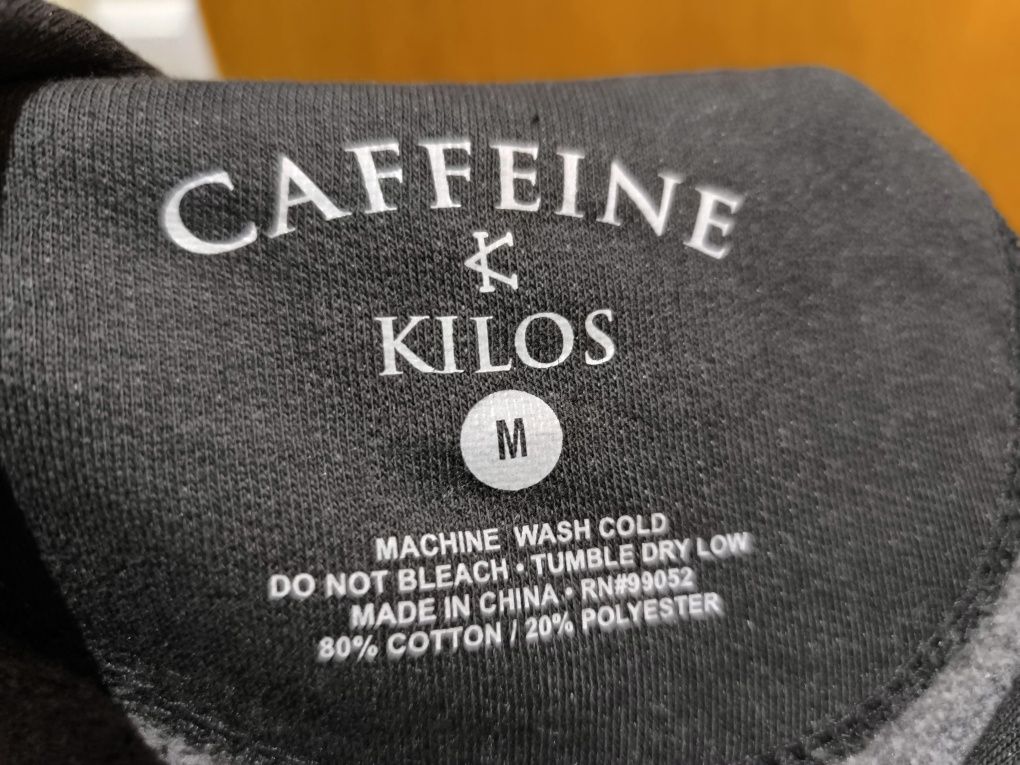 CAFFEINE
KILOS
M
MACHINE WASH COLD
DO NOT BLEACH • TUMBLE DRY LOW
MADE IN CHINA • RN#99052
80% COTTON / 20% POLYESTER